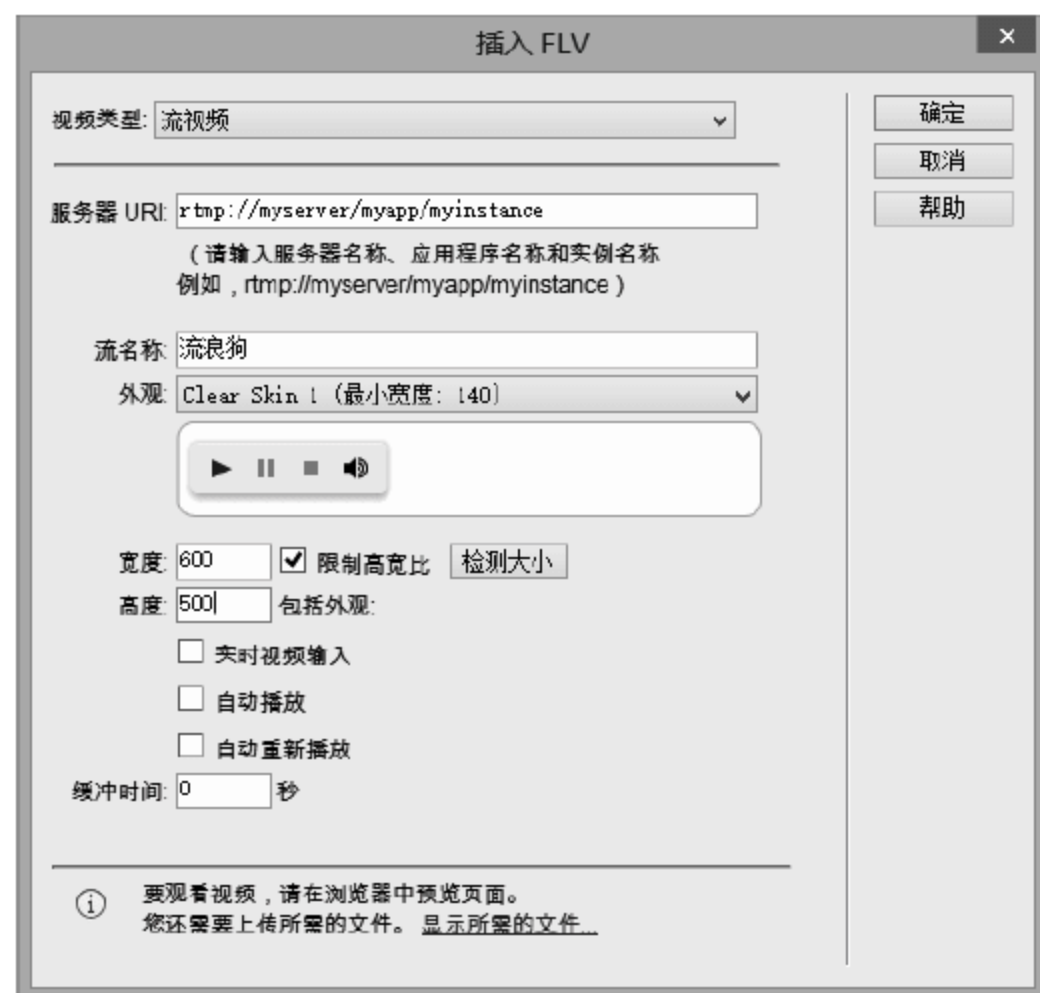 插入 FLV
视频类型: 流视频
确定
取消
服务器 URI: rtmp://myserver/myapp/myinstance
帮助
（请输入服务器名称、应用程序名称和实例名称
例如，rtmp://myserver/myapp/myinstance）
流名称: 流浪狗
外观: Clear Skin 1 (最小宽度: 140)
宽度: 600 限制高宽比 检测大小
高度: 500 包括外观:
实时视频输入
自动播放
自动重新播放
缓冲时间: 0 秒
要观看视频，请在浏览器中预览页面。
您还需要上传所需的文件。 显示所需的文件...